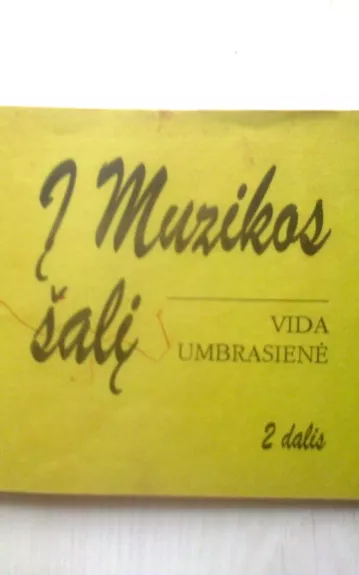 Į Muzikos
šalį
VIDA
UMBRASIENĖ
2 dalis